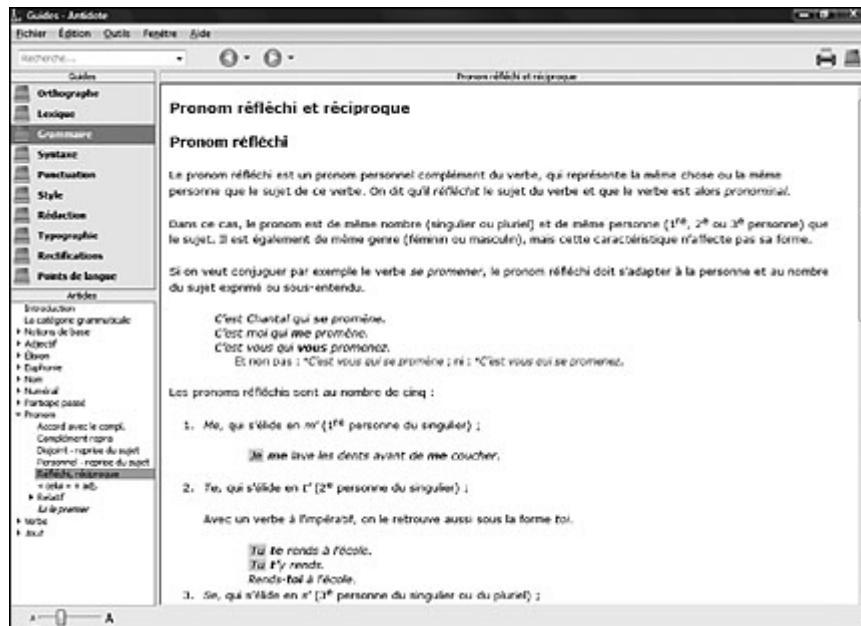 Guides - Antidote
Fichier Édition Outils Fenêtre Aide
Recherche...
Guides
Pronom réfléchi et réciproque
Orthographe
Lexique
Grammaire
Syntaxe
Ponctuation
Style
Rédaction
Typographie
Rectifications
Points de langue
Articles
Introduction
La catégorie grammaticale
Notions de base
Adjectif
Élision
Euphonie
Nom
Numéral
Participe passé
Pronom
Accord avec le compl.
Complément repris
Disjoint - reprise du sujet
Personnel - reprise du sujet
Réfléchi, réciproque
« celui » + adj.
Relatif
Le premier
Verbe
Tout
A A
Pronom réfléchi et réciproque
Pronom réfléchi
Le pronom réfléchi est un pronom personnel complément du verbe, qui représente la même chose ou la même
personne que le sujet de ce verbe. On dit qu'il réfléchit le sujet du verbe et que le verbe est alors pronominal.
Dans ce cas, le pronom est de même nombre (singulier ou pluriel) et de même personne (1re, 2e ou 3e personne) que
le sujet. Il est également de même genre (féminin ou masculin), mais cette caractéristique n'affecte pas sa forme.
Si on veut conjuguer par exemple le verbe se promener, le pronom réfléchi doit s'adapter à la personne et au nombre
du sujet exprimé ou sous-entendu.
C'est Chantal qui se promène.
C'est moi qui me promène.
C'est vous qui vous promenez.
Et non pas : *C'est vous qui se promène ; ni : *C'est vous qui se promenez.
Les pronoms réfléchis sont au nombre de cinq :
1. Me, qui s'élide en m' (1re personne du singulier) ;
Je me lave les dents avant de me coucher.
2. Te, qui s'élide en t' (2e personne du singulier) ;
Avec un verbe à l'impératif, on le retrouve aussi sous la forme toi.
Tu te rends à l'école.
Tu t'y rends.
Rends-toi à l'école.
3. Se, qui s'élide en s' (3e personne du singulier ou du pluriel) ;